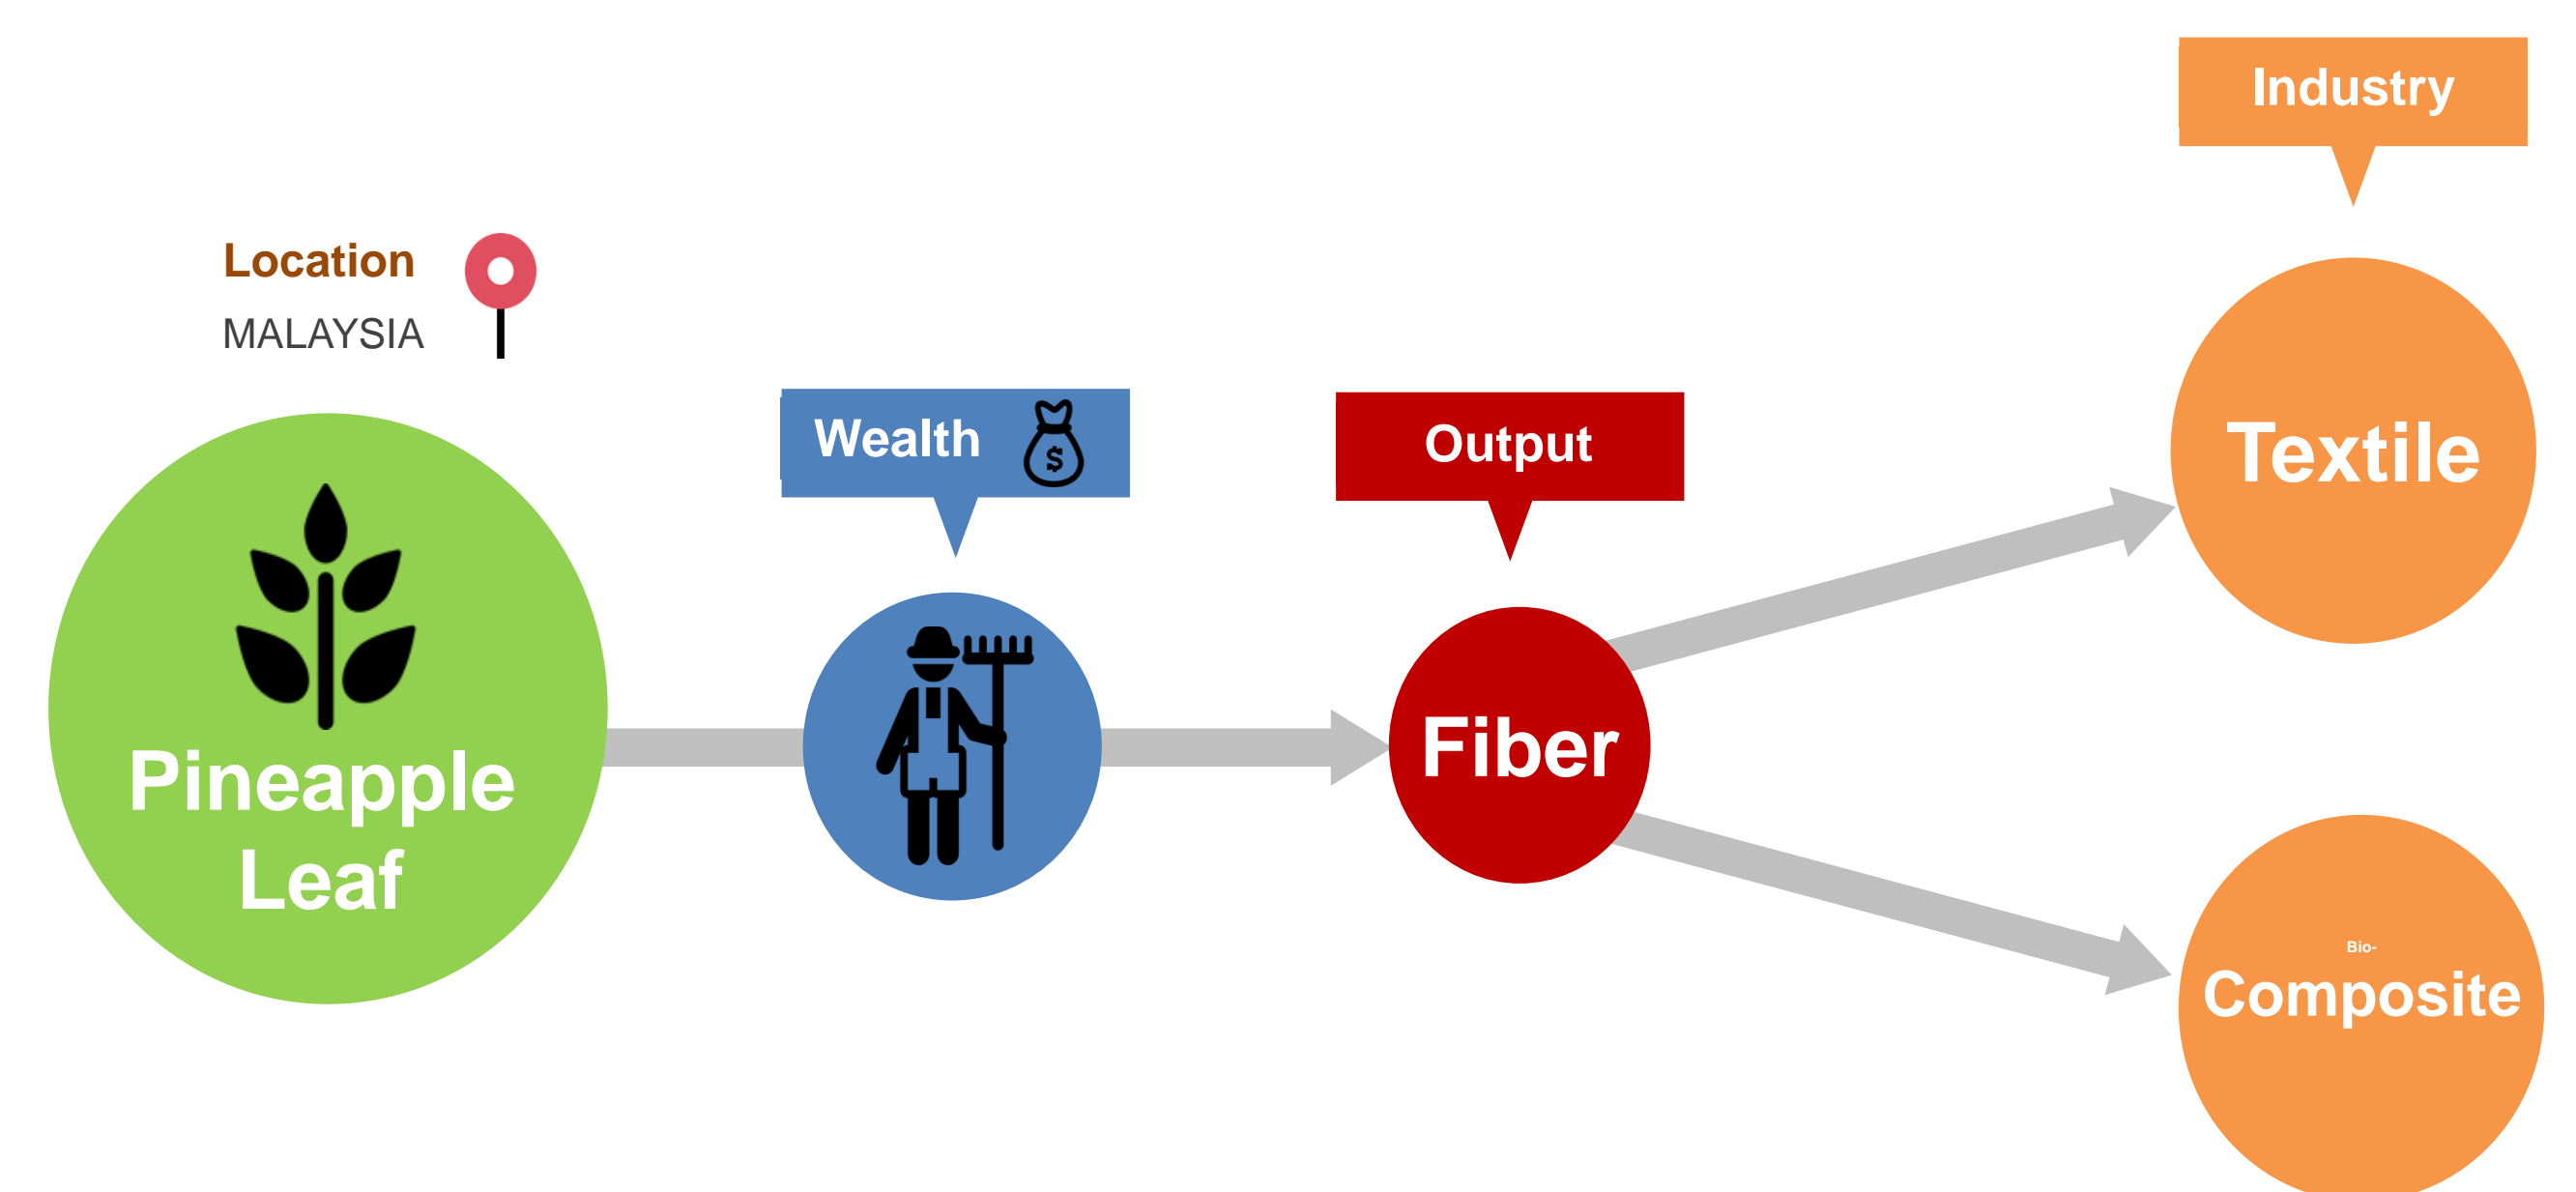 Industry
Location
MALAYSIA
Wealth
$
Output
Textile
Pineapple
Leaf
Fiber
Bio-
Composite